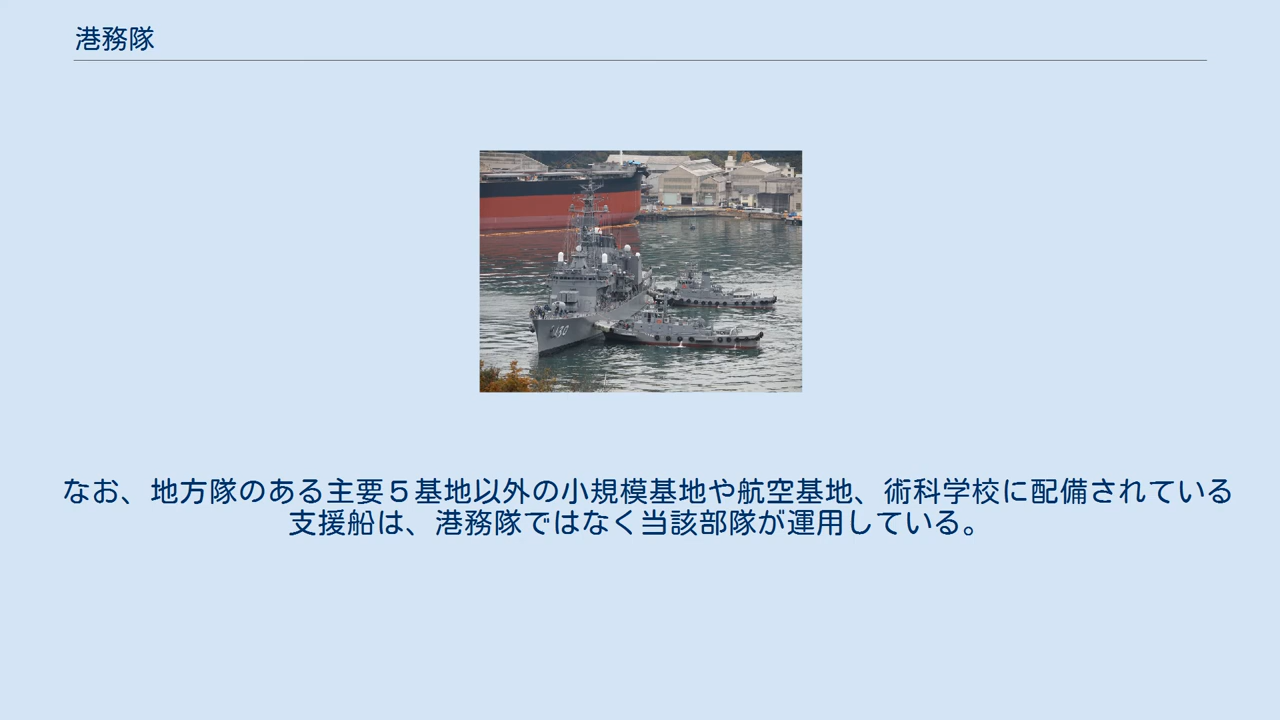 港務隊
なお、地方隊のある主要５基地以外の小規模基地や航空基地、術科学校に配備されている
支援船は、港務隊ではなく当該部隊が運用している。